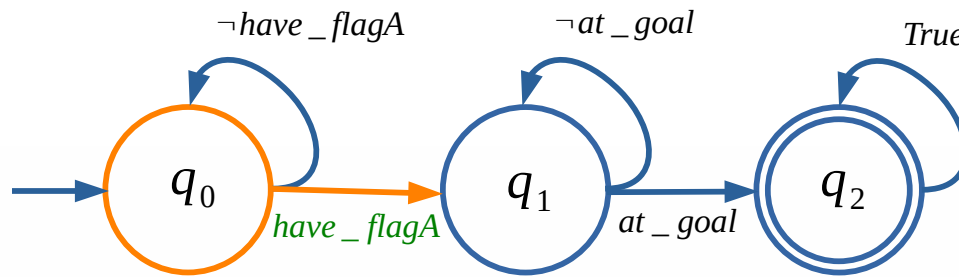 ¬have_flagA
¬at_goal
True
q0
q1
q2
have_flagA
at_goal